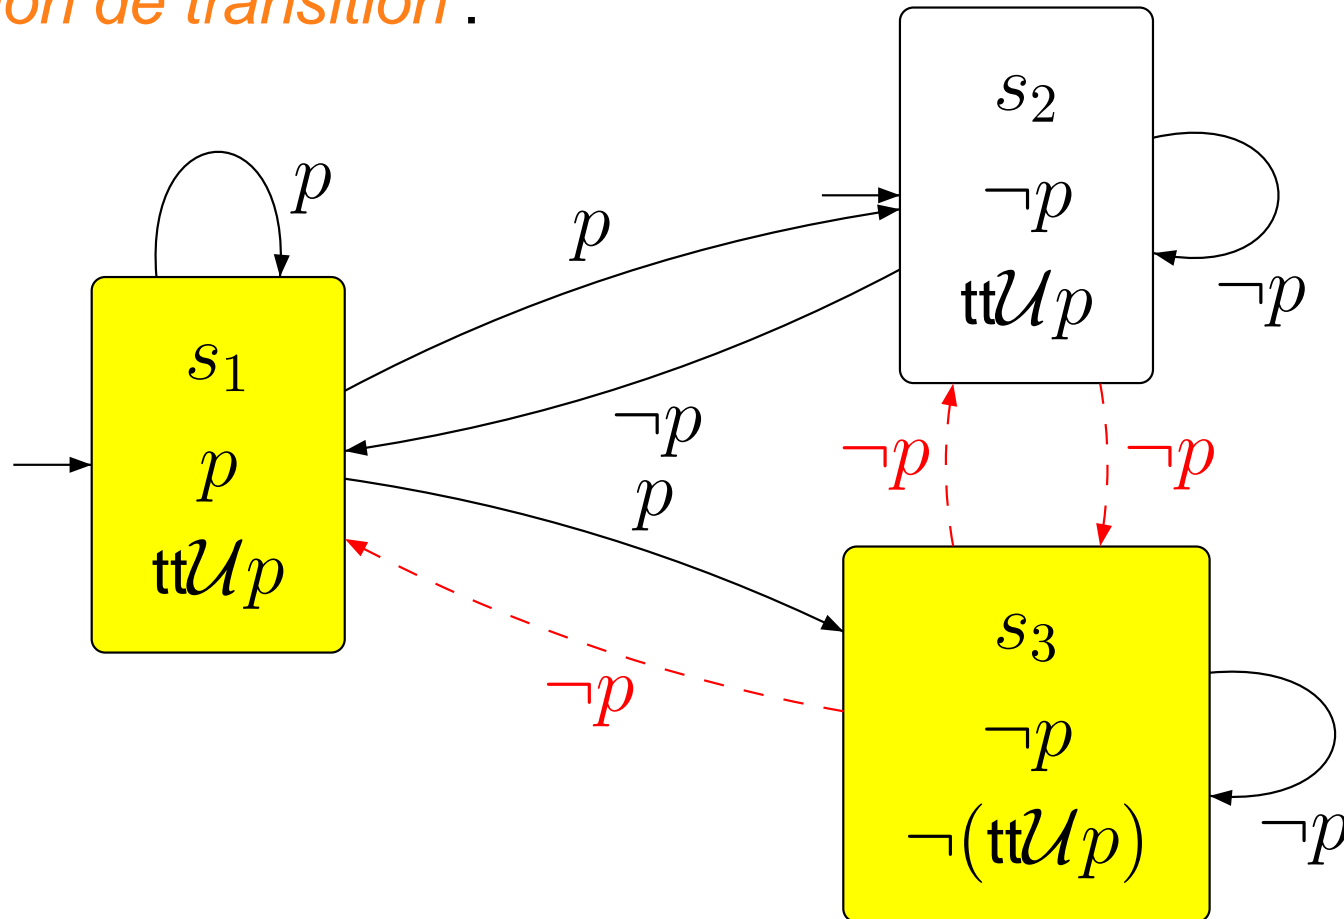 on de transition .
p
s₁
p
tt𝒰p
p
¬p
p
¬p
s₂
¬p
tt𝒰p
¬p
¬p
¬p
s₃
¬p
¬(tt𝒰p)
¬p